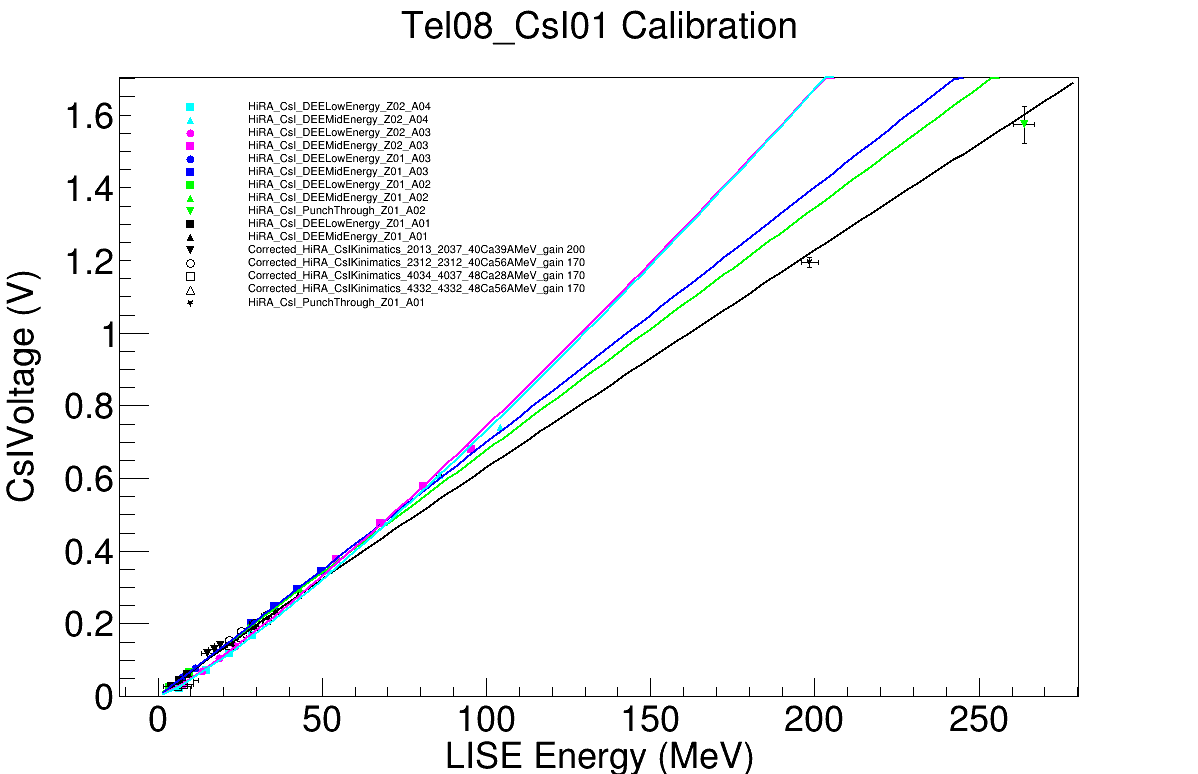 Tel08_CsI01 Calibration
HiRA_CsI_DEELowEnergy_Z02_A04
HiRA_CsI_DEEMidEnergy_Z02_A04
HiRA_CsI_DEELowEnergy_Z02_A03
HiRA_CsI_DEEMidEnergy_Z02_A03
HiRA_CsI_DEELowEnergy_Z01_A03
HiRA_CsI_DEEMidEnergy_Z01_A03
HiRA_CsI_DEELowEnergy_Z01_A02
HiRA_CsI_DEEMidEnergy_Z01_A02
HiRA_CsI_PunchThrough_Z01_A02
HiRA_CsI_DEELowEnergy_Z01_A01
HiRA_CsI_DEEMidEnergy_Z01_A01
Corrected_HiRA_CsIKinimatics_2013_2037_40Ca39AMeV_gain 200
Corrected_HiRA_CsIKinimatics_2312_2312_40Ca56AMeV_gain 170
Corrected_HiRA_CsIKinimatics_4034_4037_48Ca28AMeV_gain 170
Corrected_HiRA_CsIKinimatics_4332_4332_48Ca56AMeV_gain 170
HiRA_CsI_PunchThrough_Z01_A01
CsIVoltage (V)
1.6
1.4
1.2
1
0.8
0.6
0.4
0.2
0
0 50 100 150 200 250
LISE Energy (MeV)